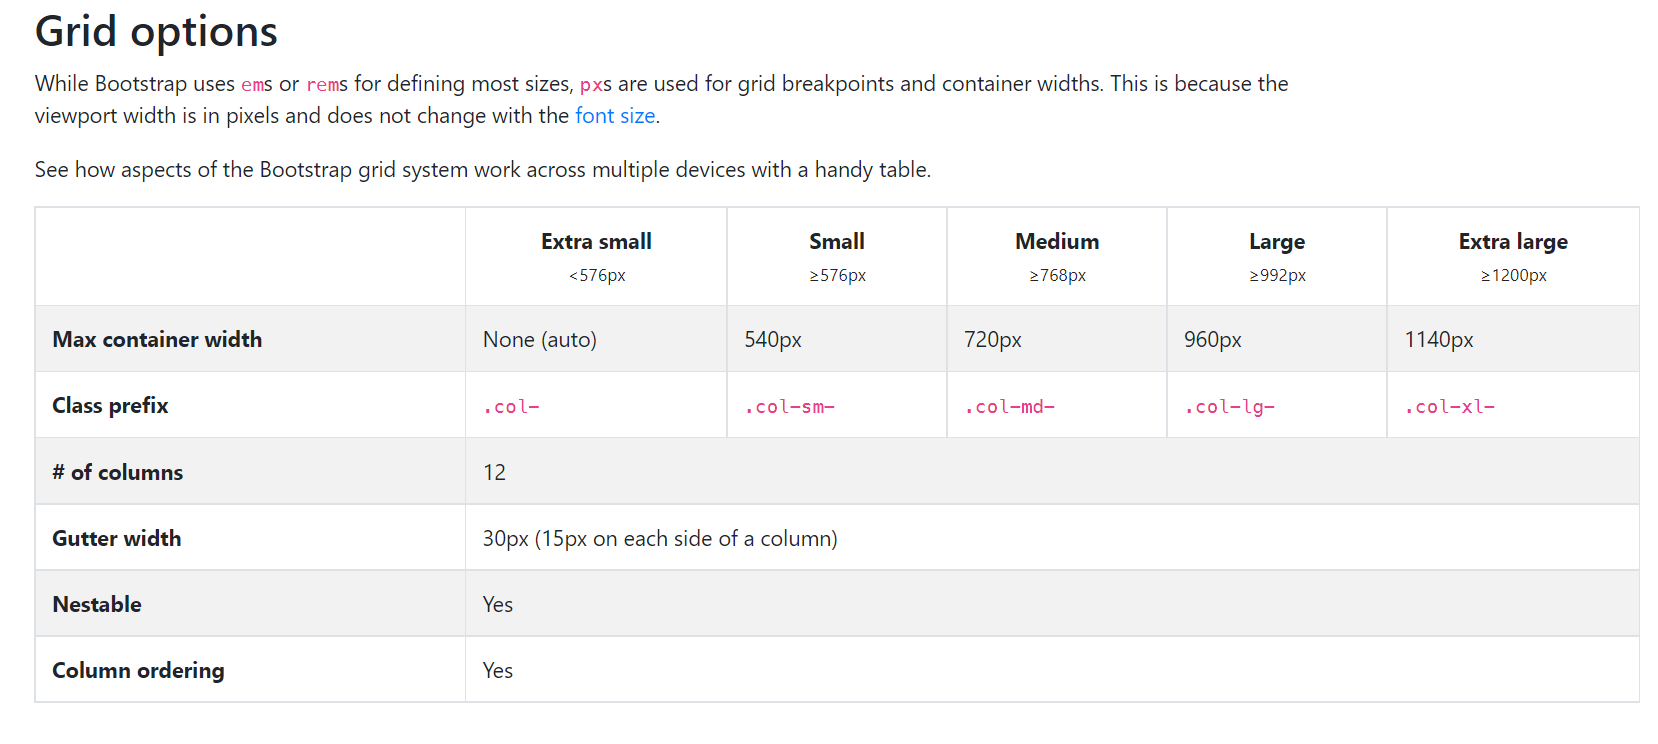 Grid options
While Bootstrap uses ems or rems for defining most sizes, pxs are used for grid breakpoints and container widths. This is because the
viewport width is in pixels and does not change with the font size.
See how aspects of the Bootstrap grid system work across multiple devices with a handy table.
Extra small Small Medium Large Extra large
<576px ≥576px ≥768px ≥992px ≥1200px
Max container width None (auto) 540px 720px 960px 1140px
Class prefix .col- .col-sm- .col-md- .col-lg- .col-xl-
# of columns 12
Gutter width 30px (15px on each side of a column)
Nestable Yes
Column ordering Yes